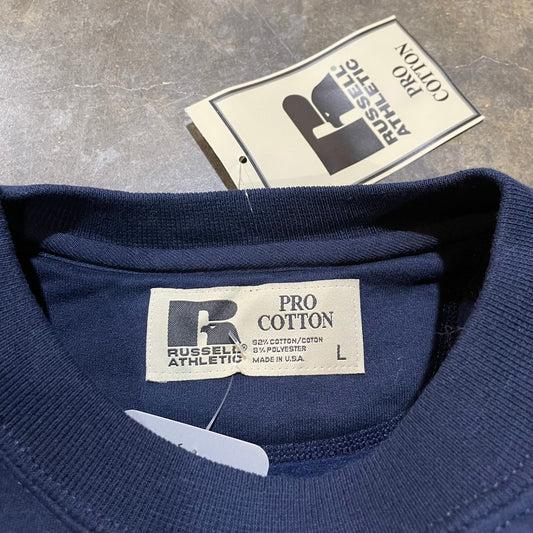 RUSSELL
ATHLETIC
PRO
COTTON
RUSSELL
ATHLETIC
PRO
COTTON
92% COTTON/COTON
8% POLYESTER
MADE IN U.S.A.
L